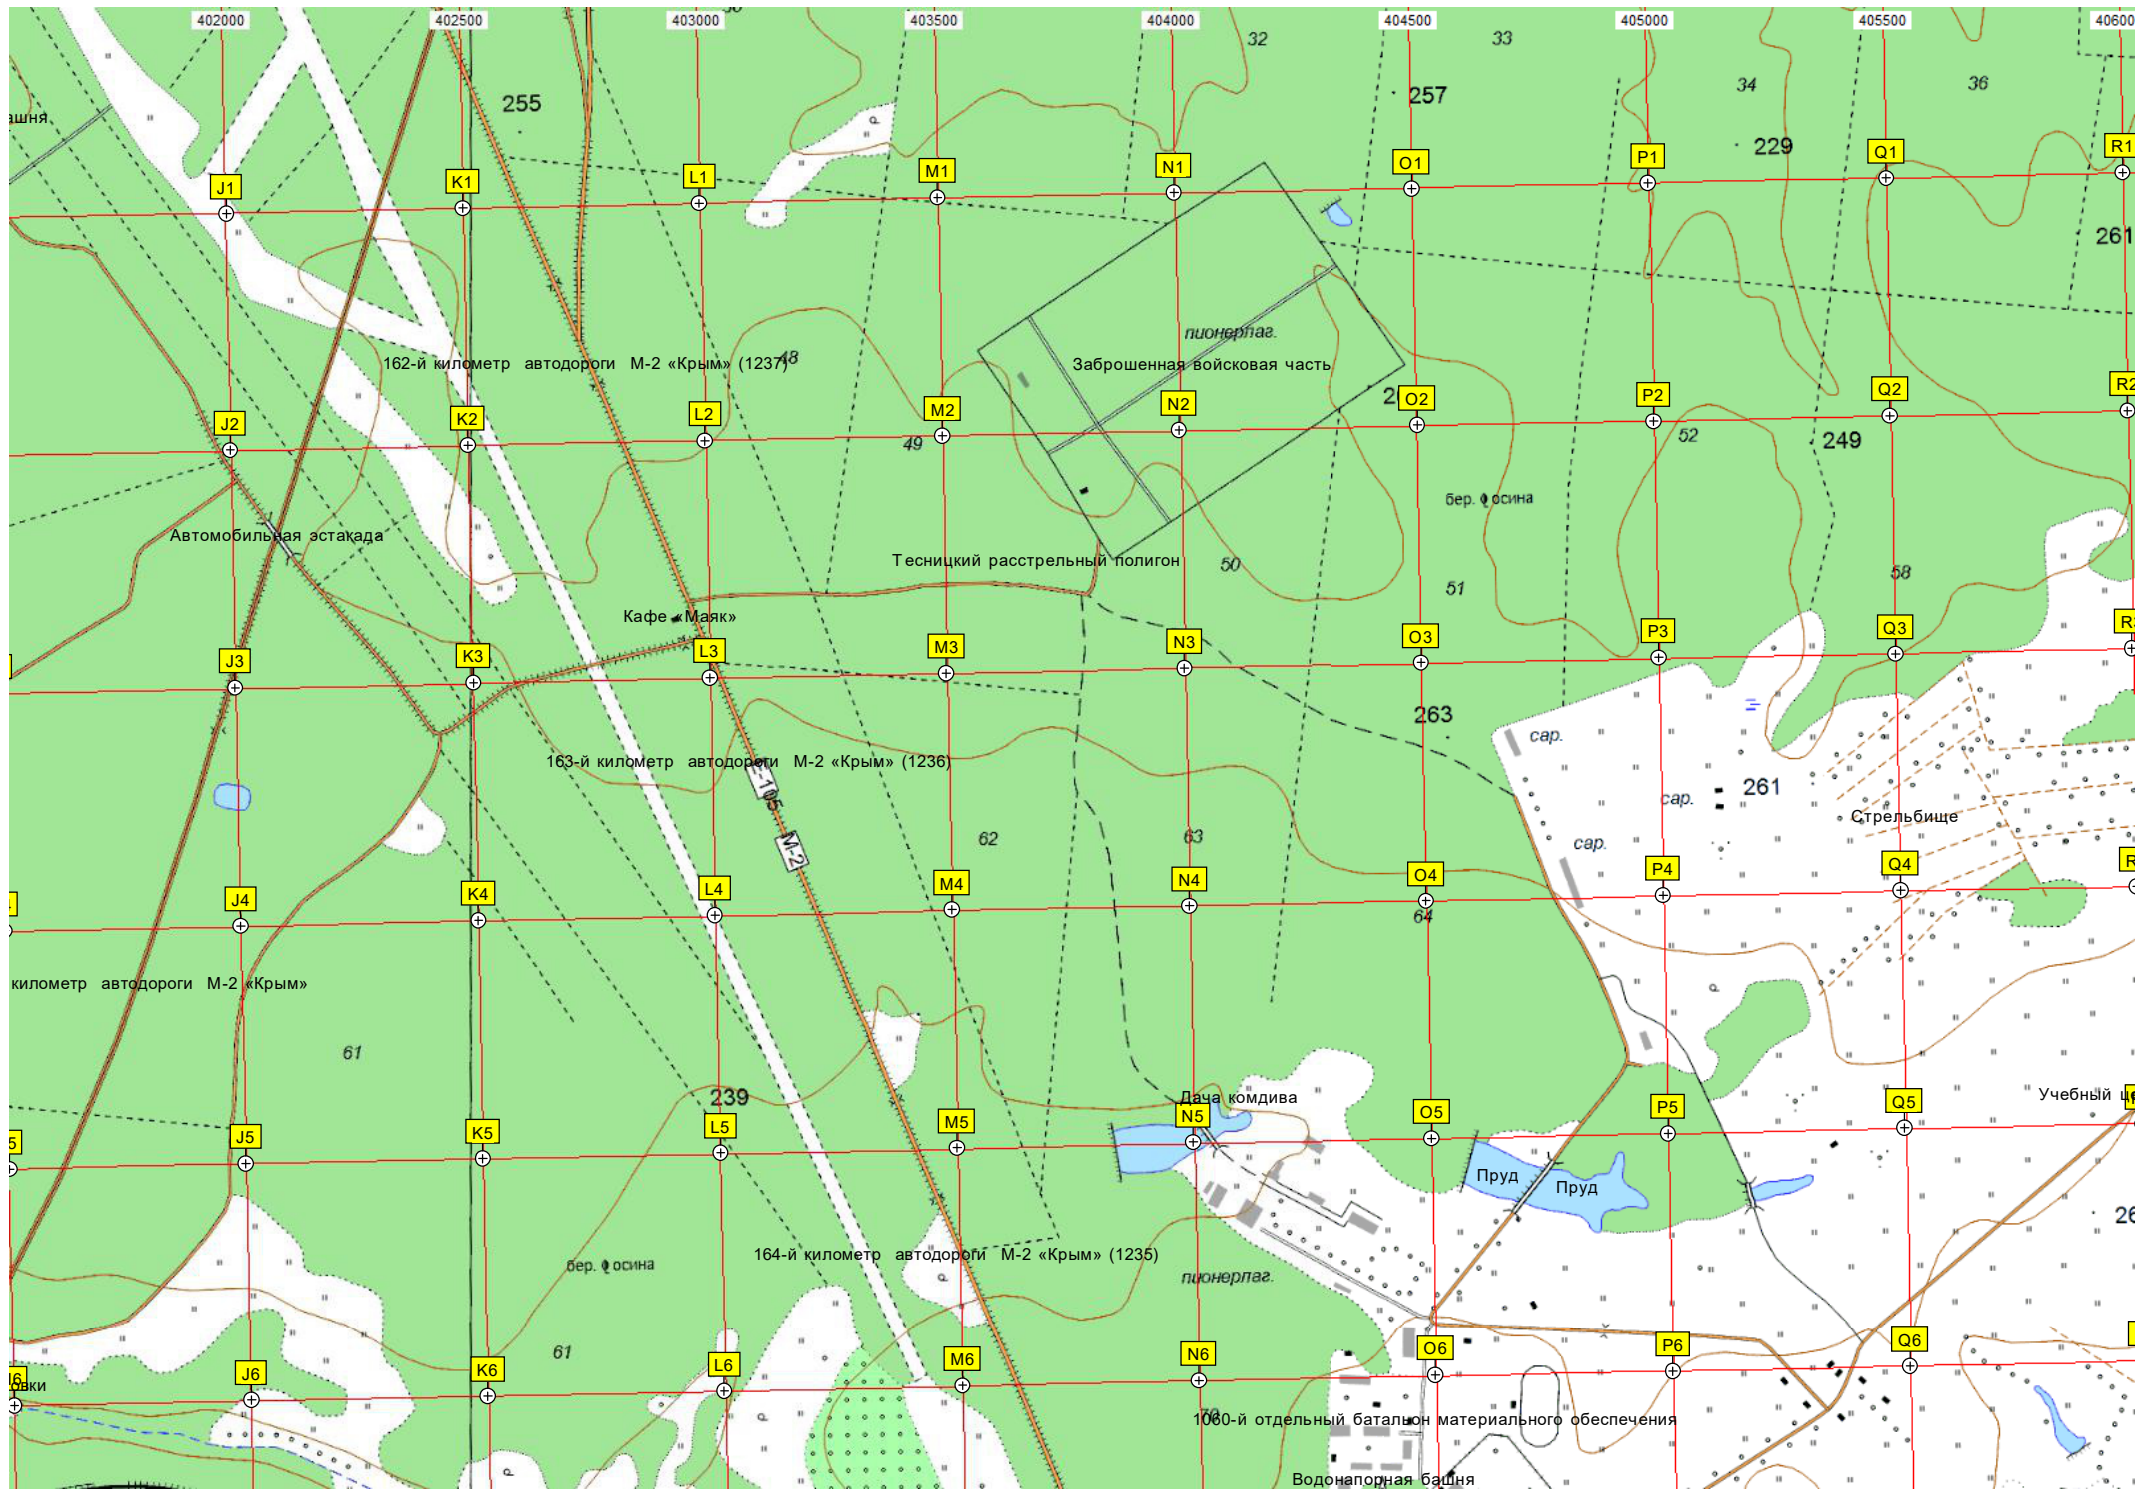 402000 402500 403000 403500 404000 404500 405000 405500
32 33
34 36
255 257
229
J1 K1 L1 M1 N1 O1 P1 Q1 R1
261
пионерлаг.
162-й километр автодороги М-2 «Крым» (1237) 48
Заброшенная войсковая часть
J2 K2 L2 M2 N2 O2 P2 Q2
49 52 249
бер. осина
Автомобильная эстакада
Тесницкий расстрельный полигон 50
51 58
Кафе «Маяк»
J3 K3 L3 M3 N3 O3 P3 Q3
263
сар.
163-й километр автодороги М-2 «Крым» (1236)
Е-105
261
сар.
Стрельбище
М-2
62 63
сар.
J4 K4 L4 M4 N4 O4 P4 Q4
64
километр автодороги М-2 «Крым»
61
239
Дача комдива
Учебный
J5 K5 L5 M5 N5 O5 P5 Q5
Пруд
Пруд
164-й километр автодороги М-2 «Крым» (1235)
бер. осина
пионерлаг.
61
J6 K6 L6 M6 N6 O6 P6 Q6
1060-й отдельный батальон материального обеспечения
Водонапорная башня